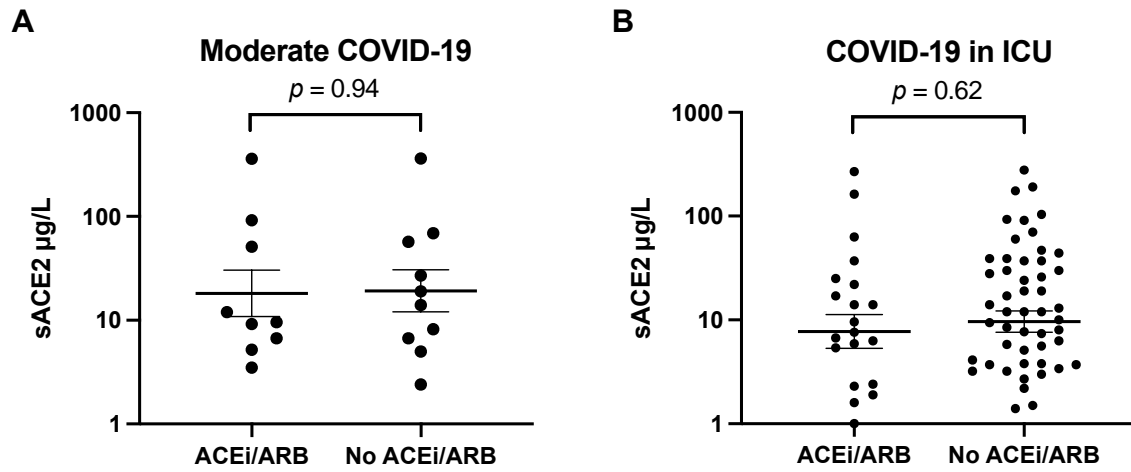 A
Moderate COVID-19
p = 0.94
1000
100
10
1
sACE2 µg/L
ACEi/ARB
No ACEi/ARB
B
COVID-19 in ICU
p = 0.62
1000
100
10
1
sACE2 µg/L
ACEi/ARB
No ACEi/ARB